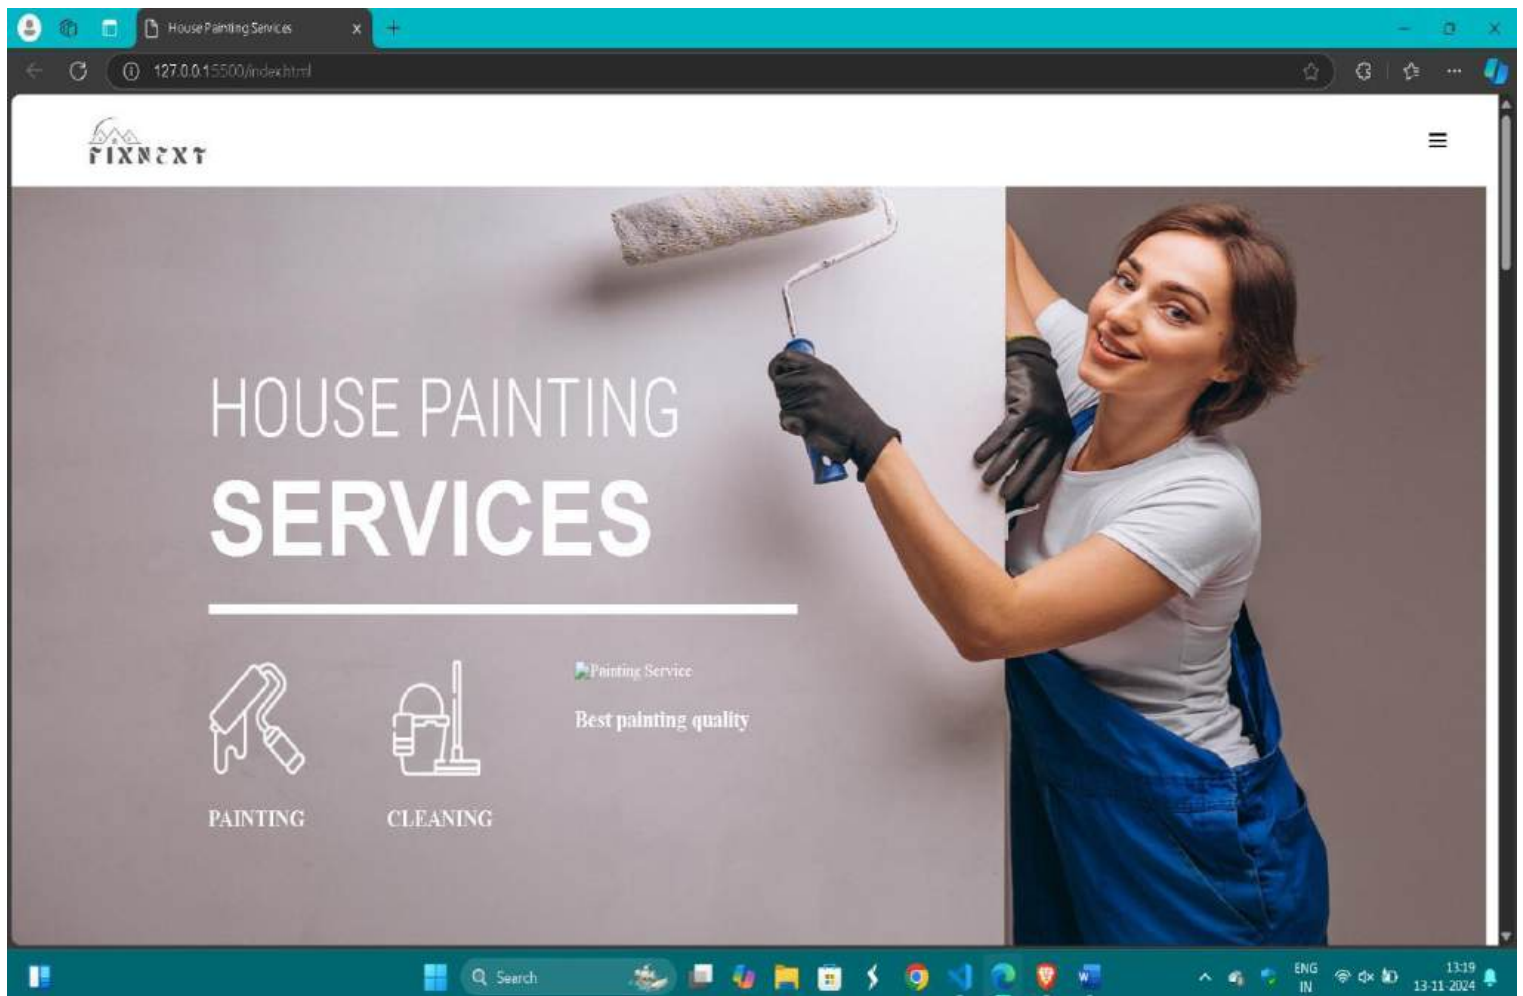 House Painting Services
127.0.0.1:5500/index.html
FIXNEXT
HOUSE PAINTING
SERVICES
Painting Service
Best painting quality
PAINTING
CLEANING
Search
ENG
IN
13:19
13-11-2024